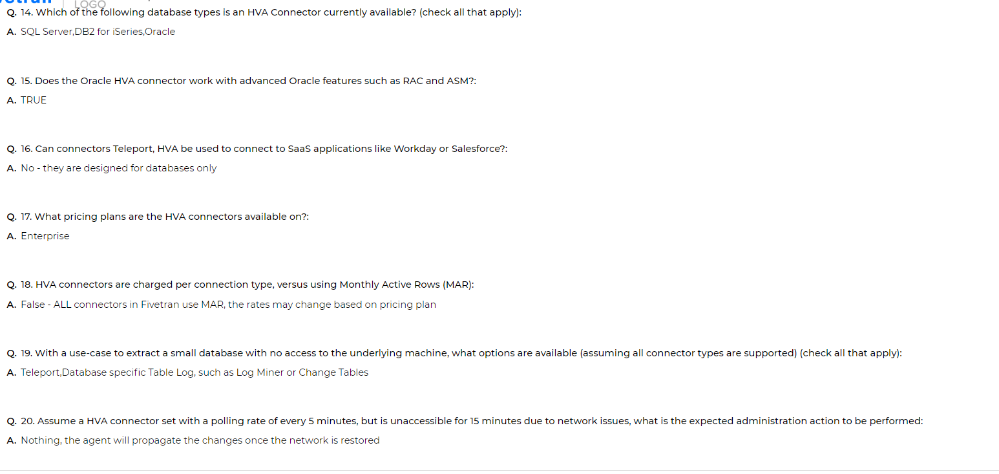 LOGO
Q. 14. Which of the following database types is an HVA Connector currently available? (check all that apply):
A. SQL Server,DB2 for iSeries,Oracle
Q. 15. Does the Oracle HVA connector work with advanced Oracle features such as RAC and ASM?:
A. TRUE
Q. 16. Can connectors Teleport, HVA be used to connect to SaaS applications like Workday or Salesforce?:
A. No - they are designed for databases only
Q. 17. What pricing plans are the HVA connectors available on?:
A. Enterprise
Q. 18. HVA connectors are charged per connection type, versus using Monthly Active Rows (MAR):
A. False - ALL connectors in Fivetran use MAR, the rates may change based on pricing plan
Q. 19. With a use-case to extract a small database with no access to the underlying machine, what options are available (assuming all connector types are supported) (check all that apply):
A. Teleport,Database specific Table Log, such as Log Miner or Change Tables
Q. 20. Assume a HVA connector set with a polling rate of every 5 minutes, but is unaccessible for 15 minutes due to network issues, what is the expected administration action to be performed:
A. Nothing, the agent will propagate the changes once the network is restored